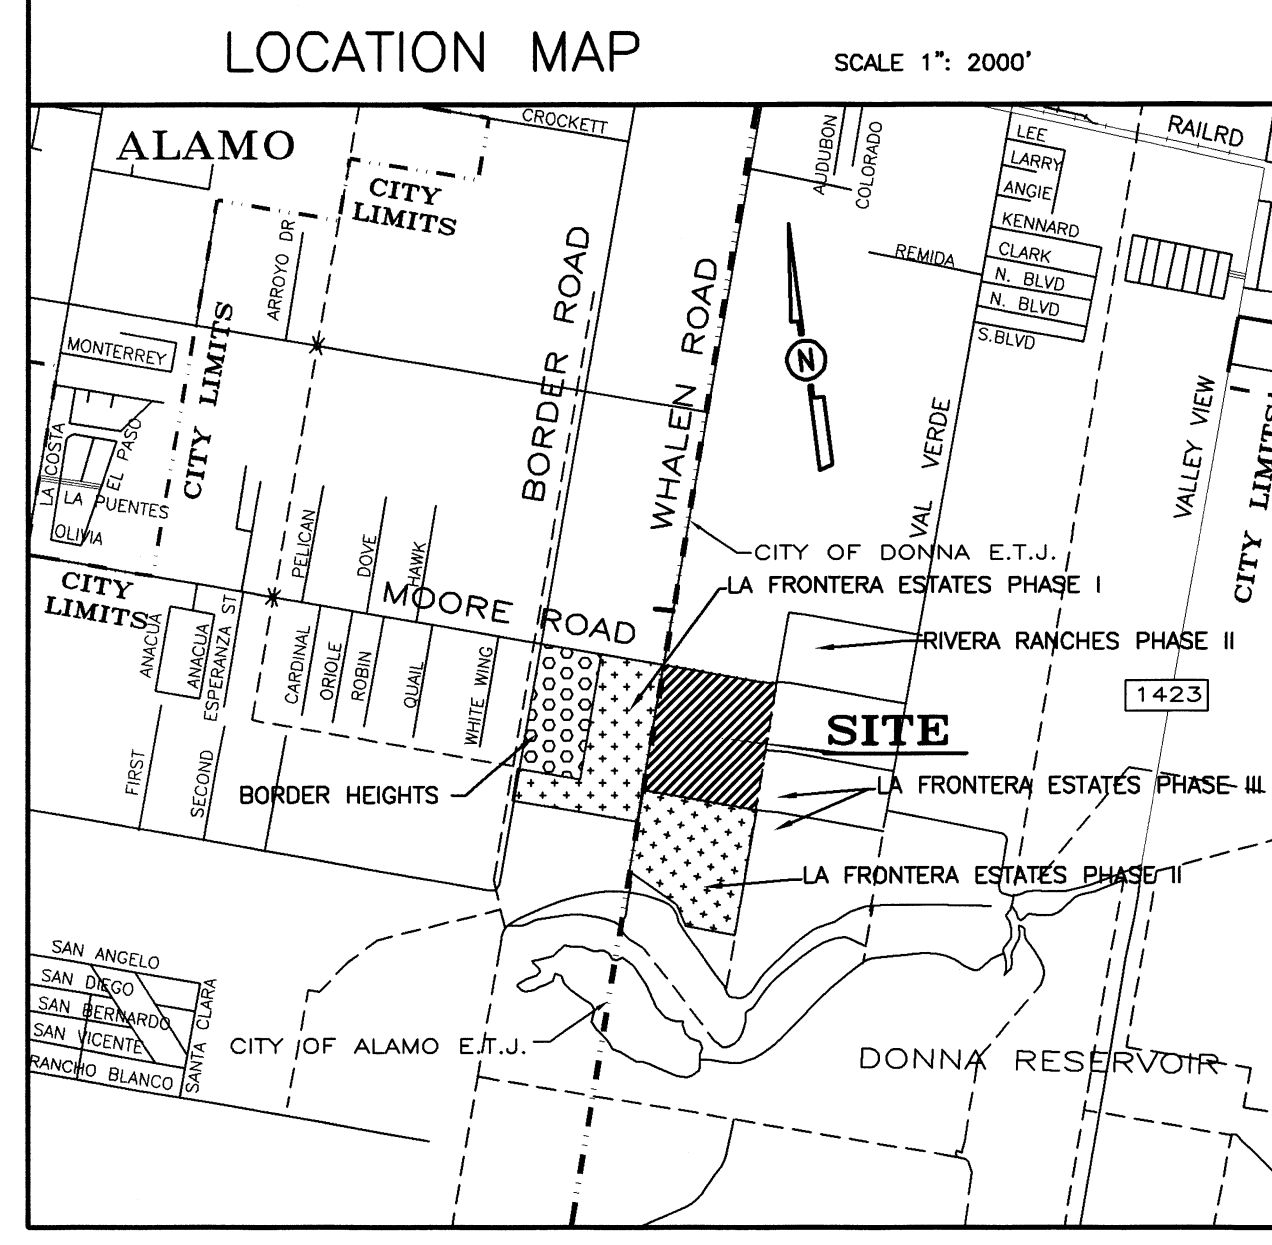 LOCATION MAP
SCALE 1": 2000'
CROCKETT
ALAMO
CITY
LIMITS
ARROYO DR
CITY LIMITS
BORDER ROAD
WHALEN ROAD
AUDUBON
COLORADO
RAILRD
LEE
LARRY
ANGIE
KENNARD
CLARK
N. BLVD
N. BLVD
S.BLVD
REMIDA
N
MONTERREY
LA COSTA
EL PASO
LA PUENTES
OLIVIA
VAL VERDE
VALLEY VIEW
CITY LIMITS
CITY
LIMITS
PELICAN
DOVE
HAWK
MOORE ROAD
CITY OF DONNA E.T.J.
LA FRONTERA ESTATES PHASE I
RIVERA RANCHES PHASE II
1423
ANACUA
ANACUA
ESPERANZA ST
CARDINAL
ORIOLE
ROBIN
QUAIL
WHITE WING
SITE
FIRST
SECOND
BORDER HEIGHTS
LA FRONTERA ESTATES PHASE III
LA FRONTERA ESTATES PHASE II
SAN ANGELO
SAN DIEGO
SAN BERNARDO
SAN VICENTE
RANCHO BLANCO
SANTA CLARA
CITY OF ALAMO E.T.J.
DONNA RESERVOIR